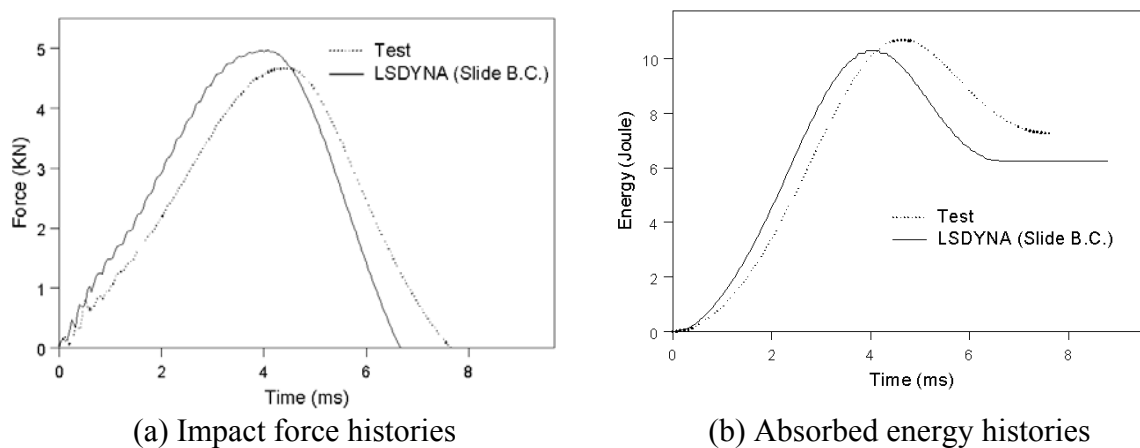 Force (KN)
5
4
3
2
1
0
0 2 4 6 8
Time (ms)
Test
LSDYNA (Slide B.C.)
(a) Impact force histories
Energy (Joule)
10
8
6
4
2
0
0 2 4 6 8
Time (ms)
Test
LSDYNA (Slide B.C.)
(b) Absorbed energy histories